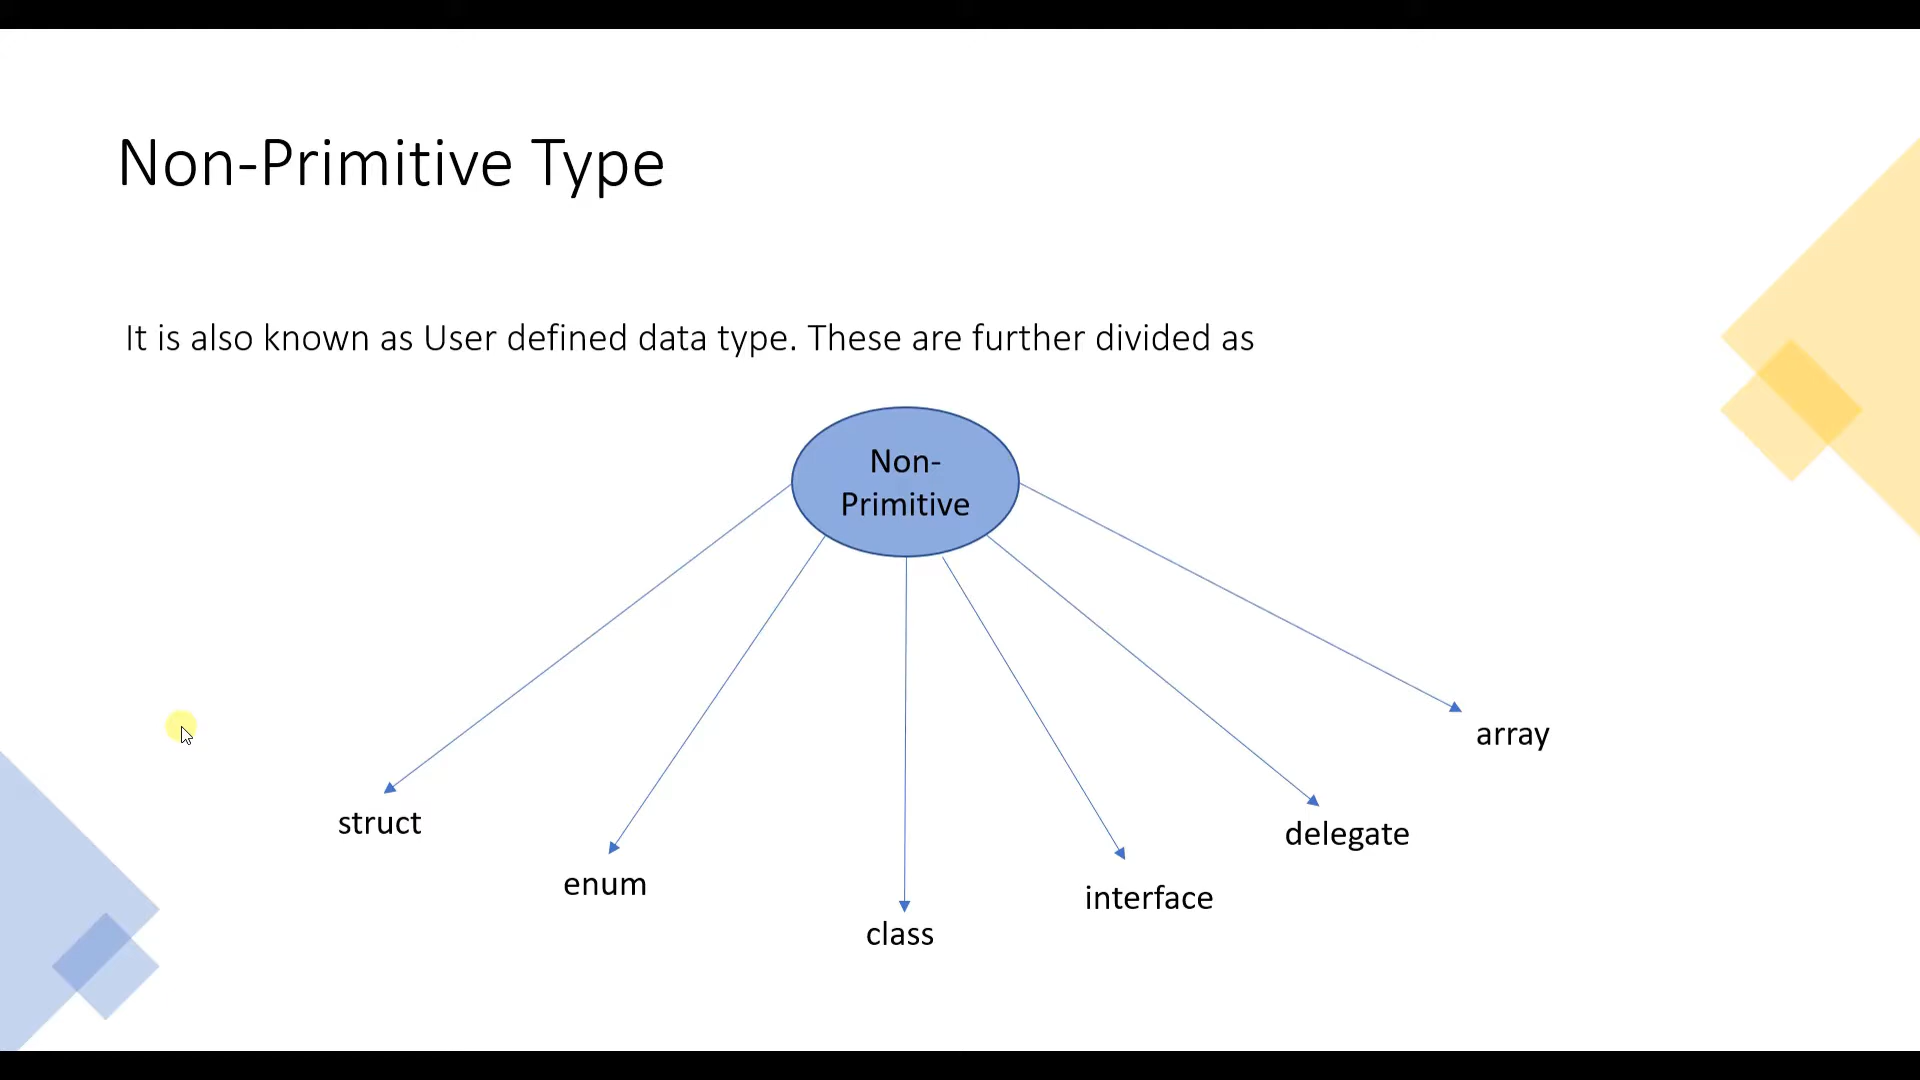 Non-Primitive Type
It is also known as User defined data type. These are further divided as
Non-
Primitive
struct
enum
class
interface
delegate
array